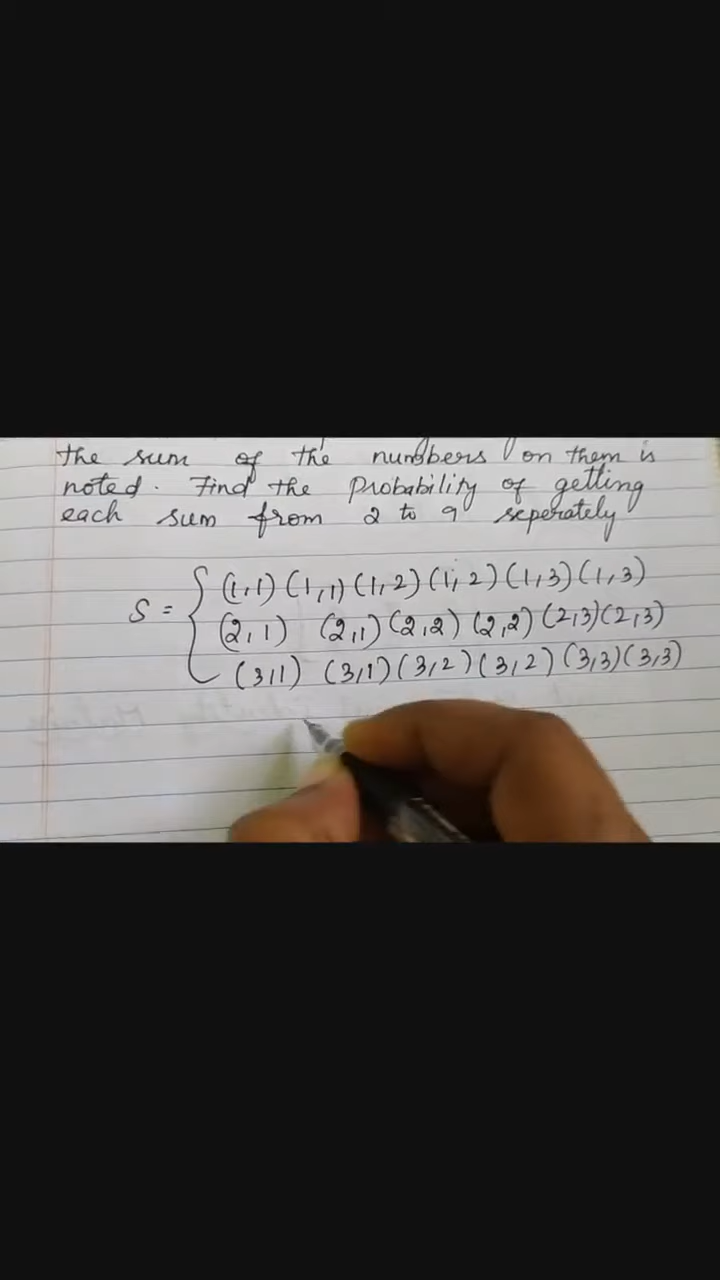 the sum of the numbers on them is
noted. Find the Probability of getting
each sum from 2 to 9 seperately
S = { (1,1) (1,1) (1,2) (1,2) (1,3) (1,3)
(2,1) (2,1) (2,2) (2,2) (2,3) (2,3)
(3,1) (3,1) (3,2) (3,2) (3,3) (3,3)